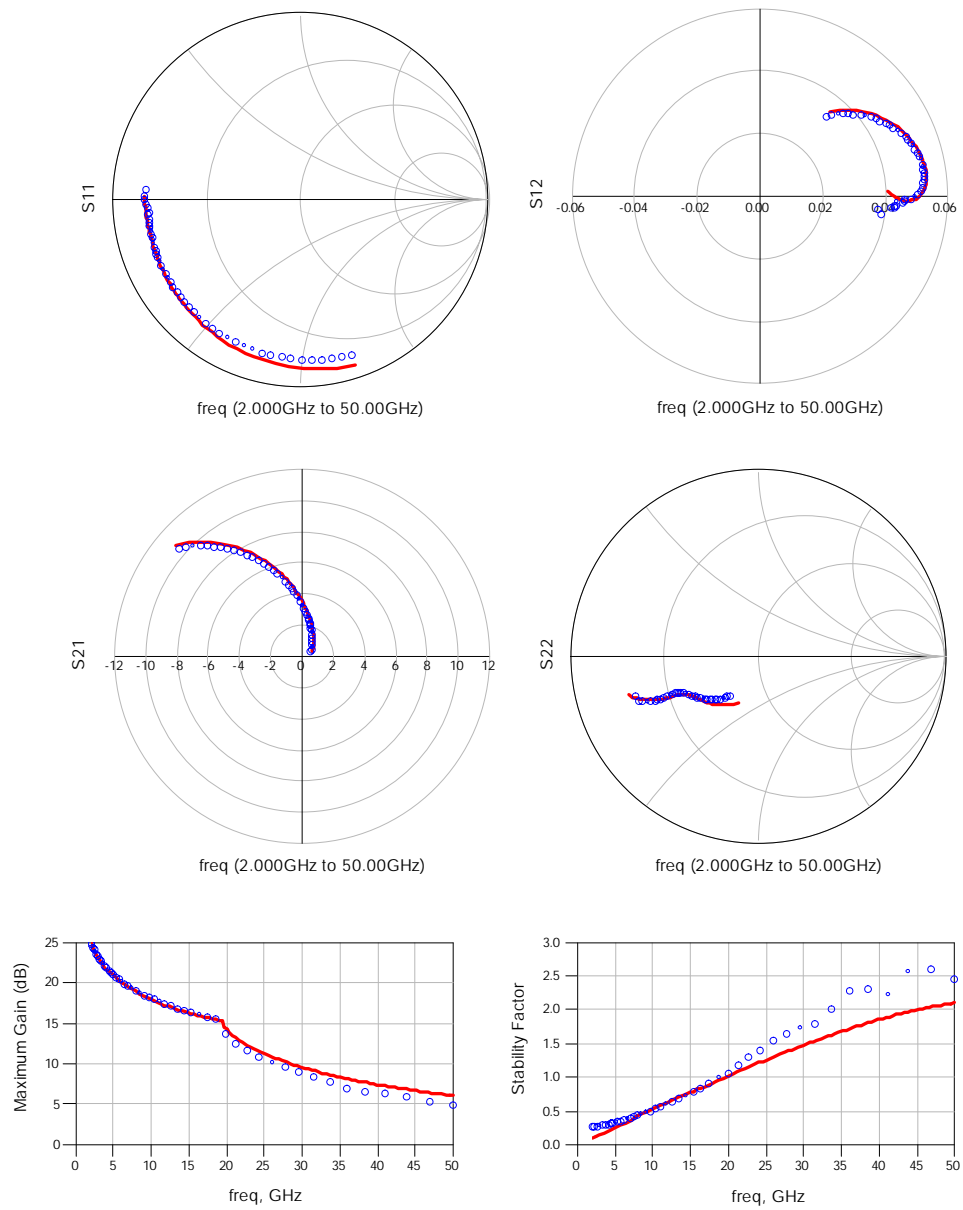 S11
freq (2.000GHz to 50.00GHz)
S12
-0.06 -0.04 -0.02 0.00 0.02 0.04 0.06
freq (2.000GHz to 50.00GHz)
S21
-12 -10 -8 -6 -4 -2 0 2 4 6 8 10 12
freq (2.000GHz to 50.00GHz)
S22
freq (2.000GHz to 50.00GHz)
Maximum Gain (dB)
25
20
15
10
5
0
0 5 10 15 20 25 30 35 40 45 50
freq, GHz
Stability Factor
3.0
2.5
2.0
1.5
1.0
0.5
0.0
0 5 10 15 20 25 30 35 40 45 50
freq, GHz